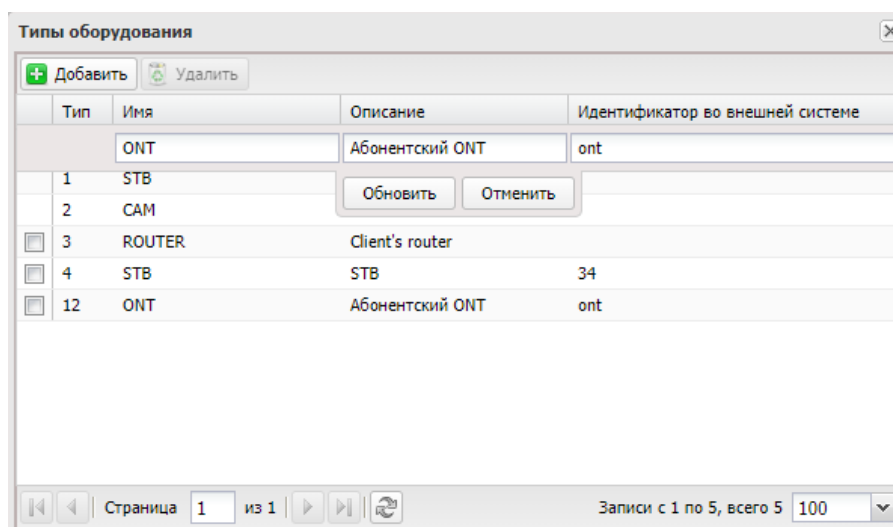 Типы оборудования
Добавить Удалить
Тип Имя Описание Идентификатор во внешней системе
ONT Абонентский ONT ont
1 STB
Обновить Отменить
2 CAM
3 ROUTER Client's router
4 STB STB 34
12 ONT Абонентский ONT ont
Страница 1 из 1 Записи с 1 по 5, всего 5 100